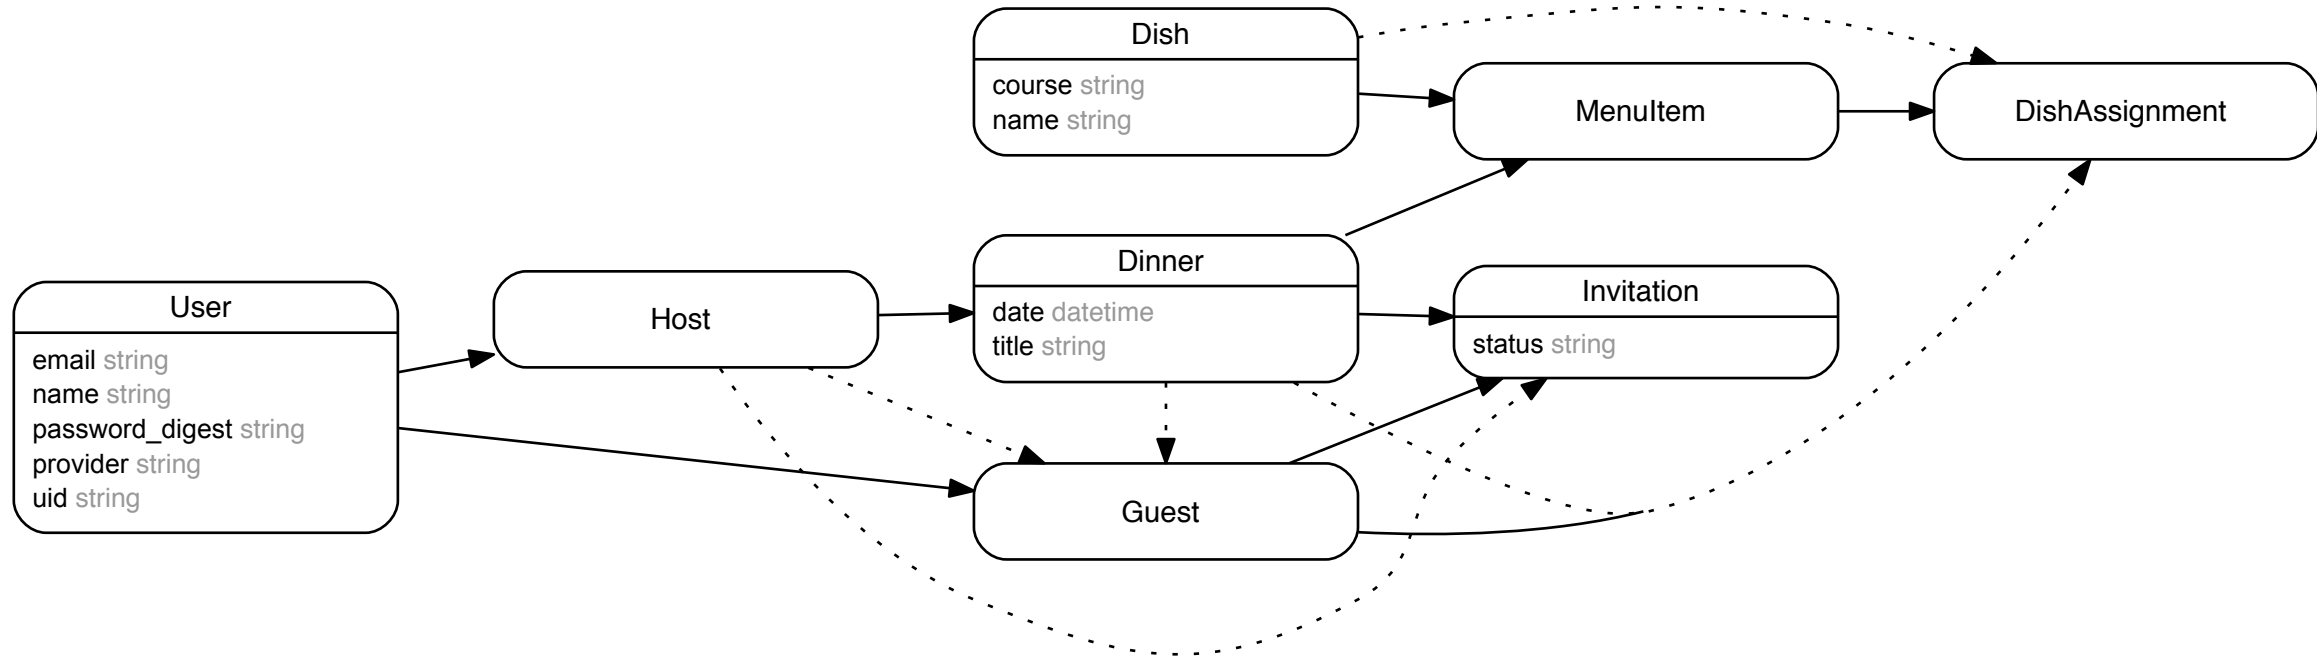 Dish
course string
name string
MenuItem
DishAssignment
Dinner
date datetime
title string
Invitation
status string
User
email string
name string
password_digest string
provider string
uid string
Host
Guest